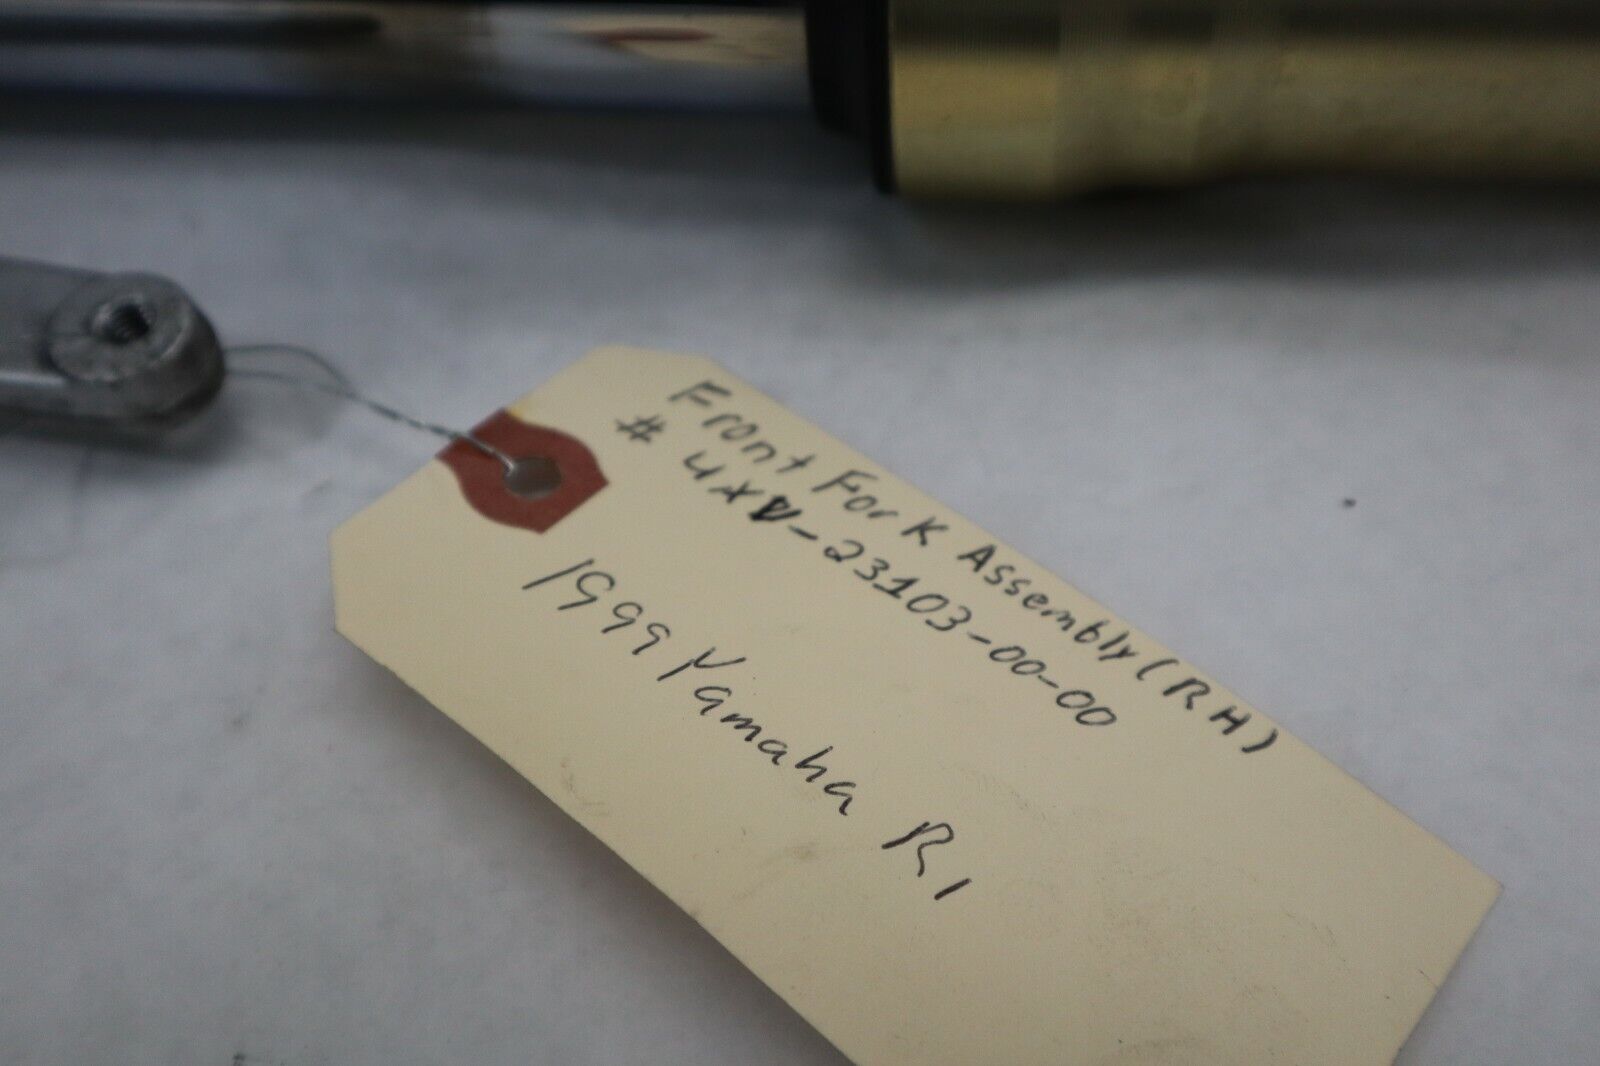 Front Fork Assembly (RH)
# 4XV-23103-00-00
1999 Yamaha R1